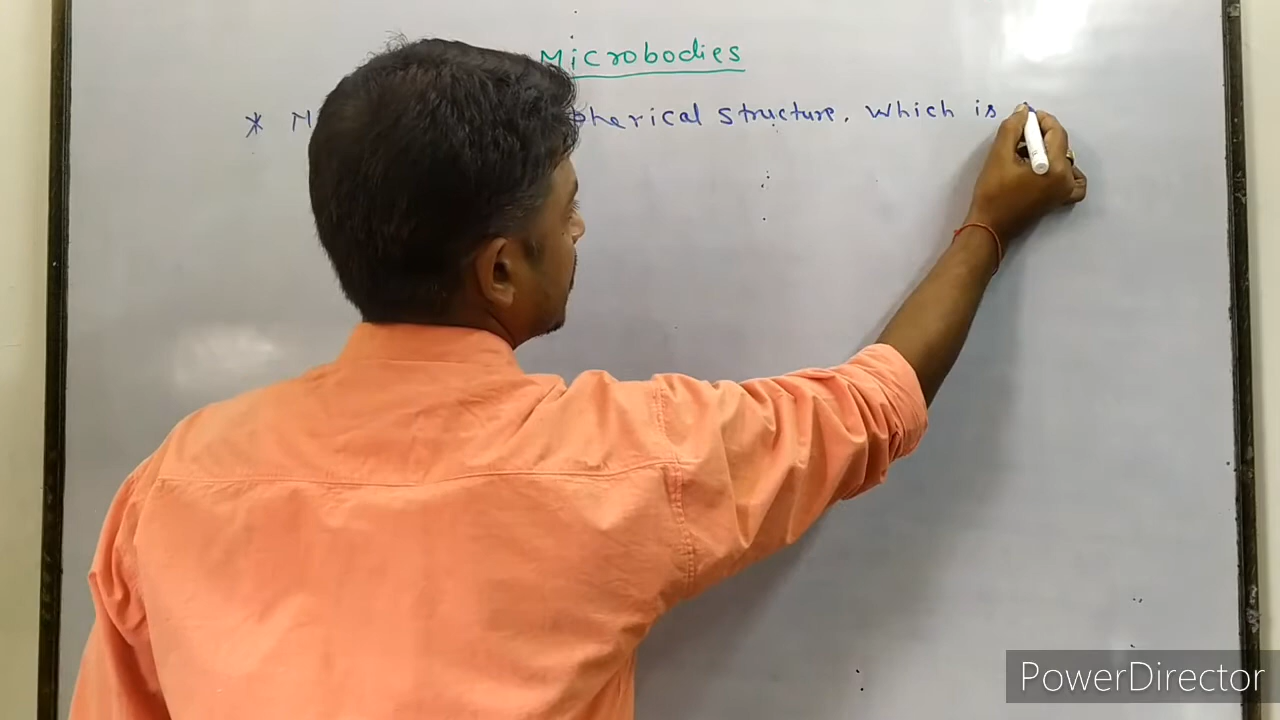 Microbodies
* M pherical structure. Which is
PowerDirector